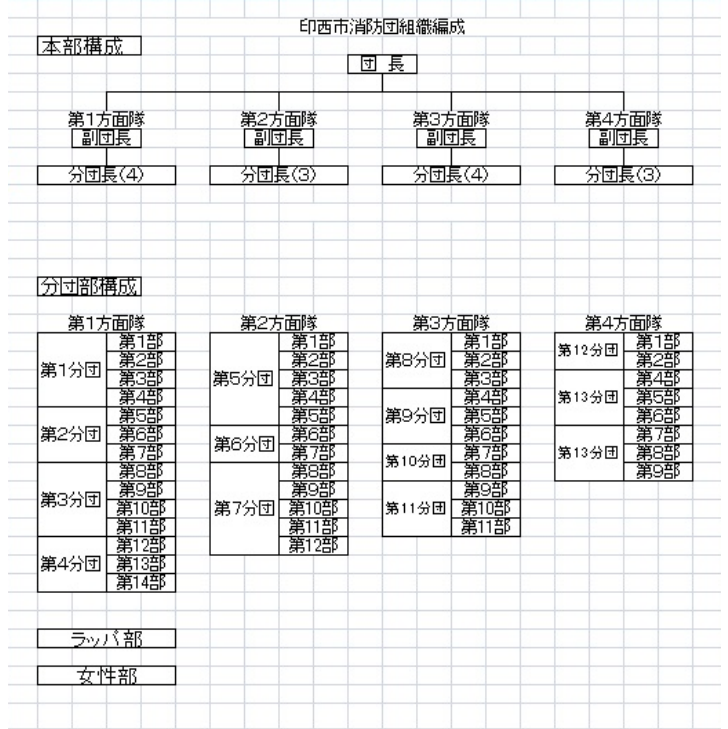 印西市消防団組織編成
本部構成
団 長
第1方面隊 第2方面隊 第3方面隊 第4方面隊
副団長 副団長 副団長 副団長
分団長(4) 分団長(3) 分団長(4) 分団長(3)
分団部構成
第1方面隊 第2方面隊 第3方面隊 第4方面隊
第1分団
第1部
第2部
第3部
第4部
第2分団
第5部
第6部
第7部
第3分団
第8部
第9部
第10部
第11部
第4分団
第12部
第13部
第14部
第5分団
第1部
第2部
第3部
第4部
第5部
第6分団
第6部
第7部
第7分団
第8部
第9部
第10部
第11部
第12部
第8分団
第1部
第2部
第3部
第9分団
第4部
第5部
第6部
第10分団
第7部
第8部
第11分団
第9部
第10部
第11部
第12分団
第1部
第2部
第13分団
第4部
第5部
第6部
第13分団
第7部
第8部
第9部
ラッパ部
女性部